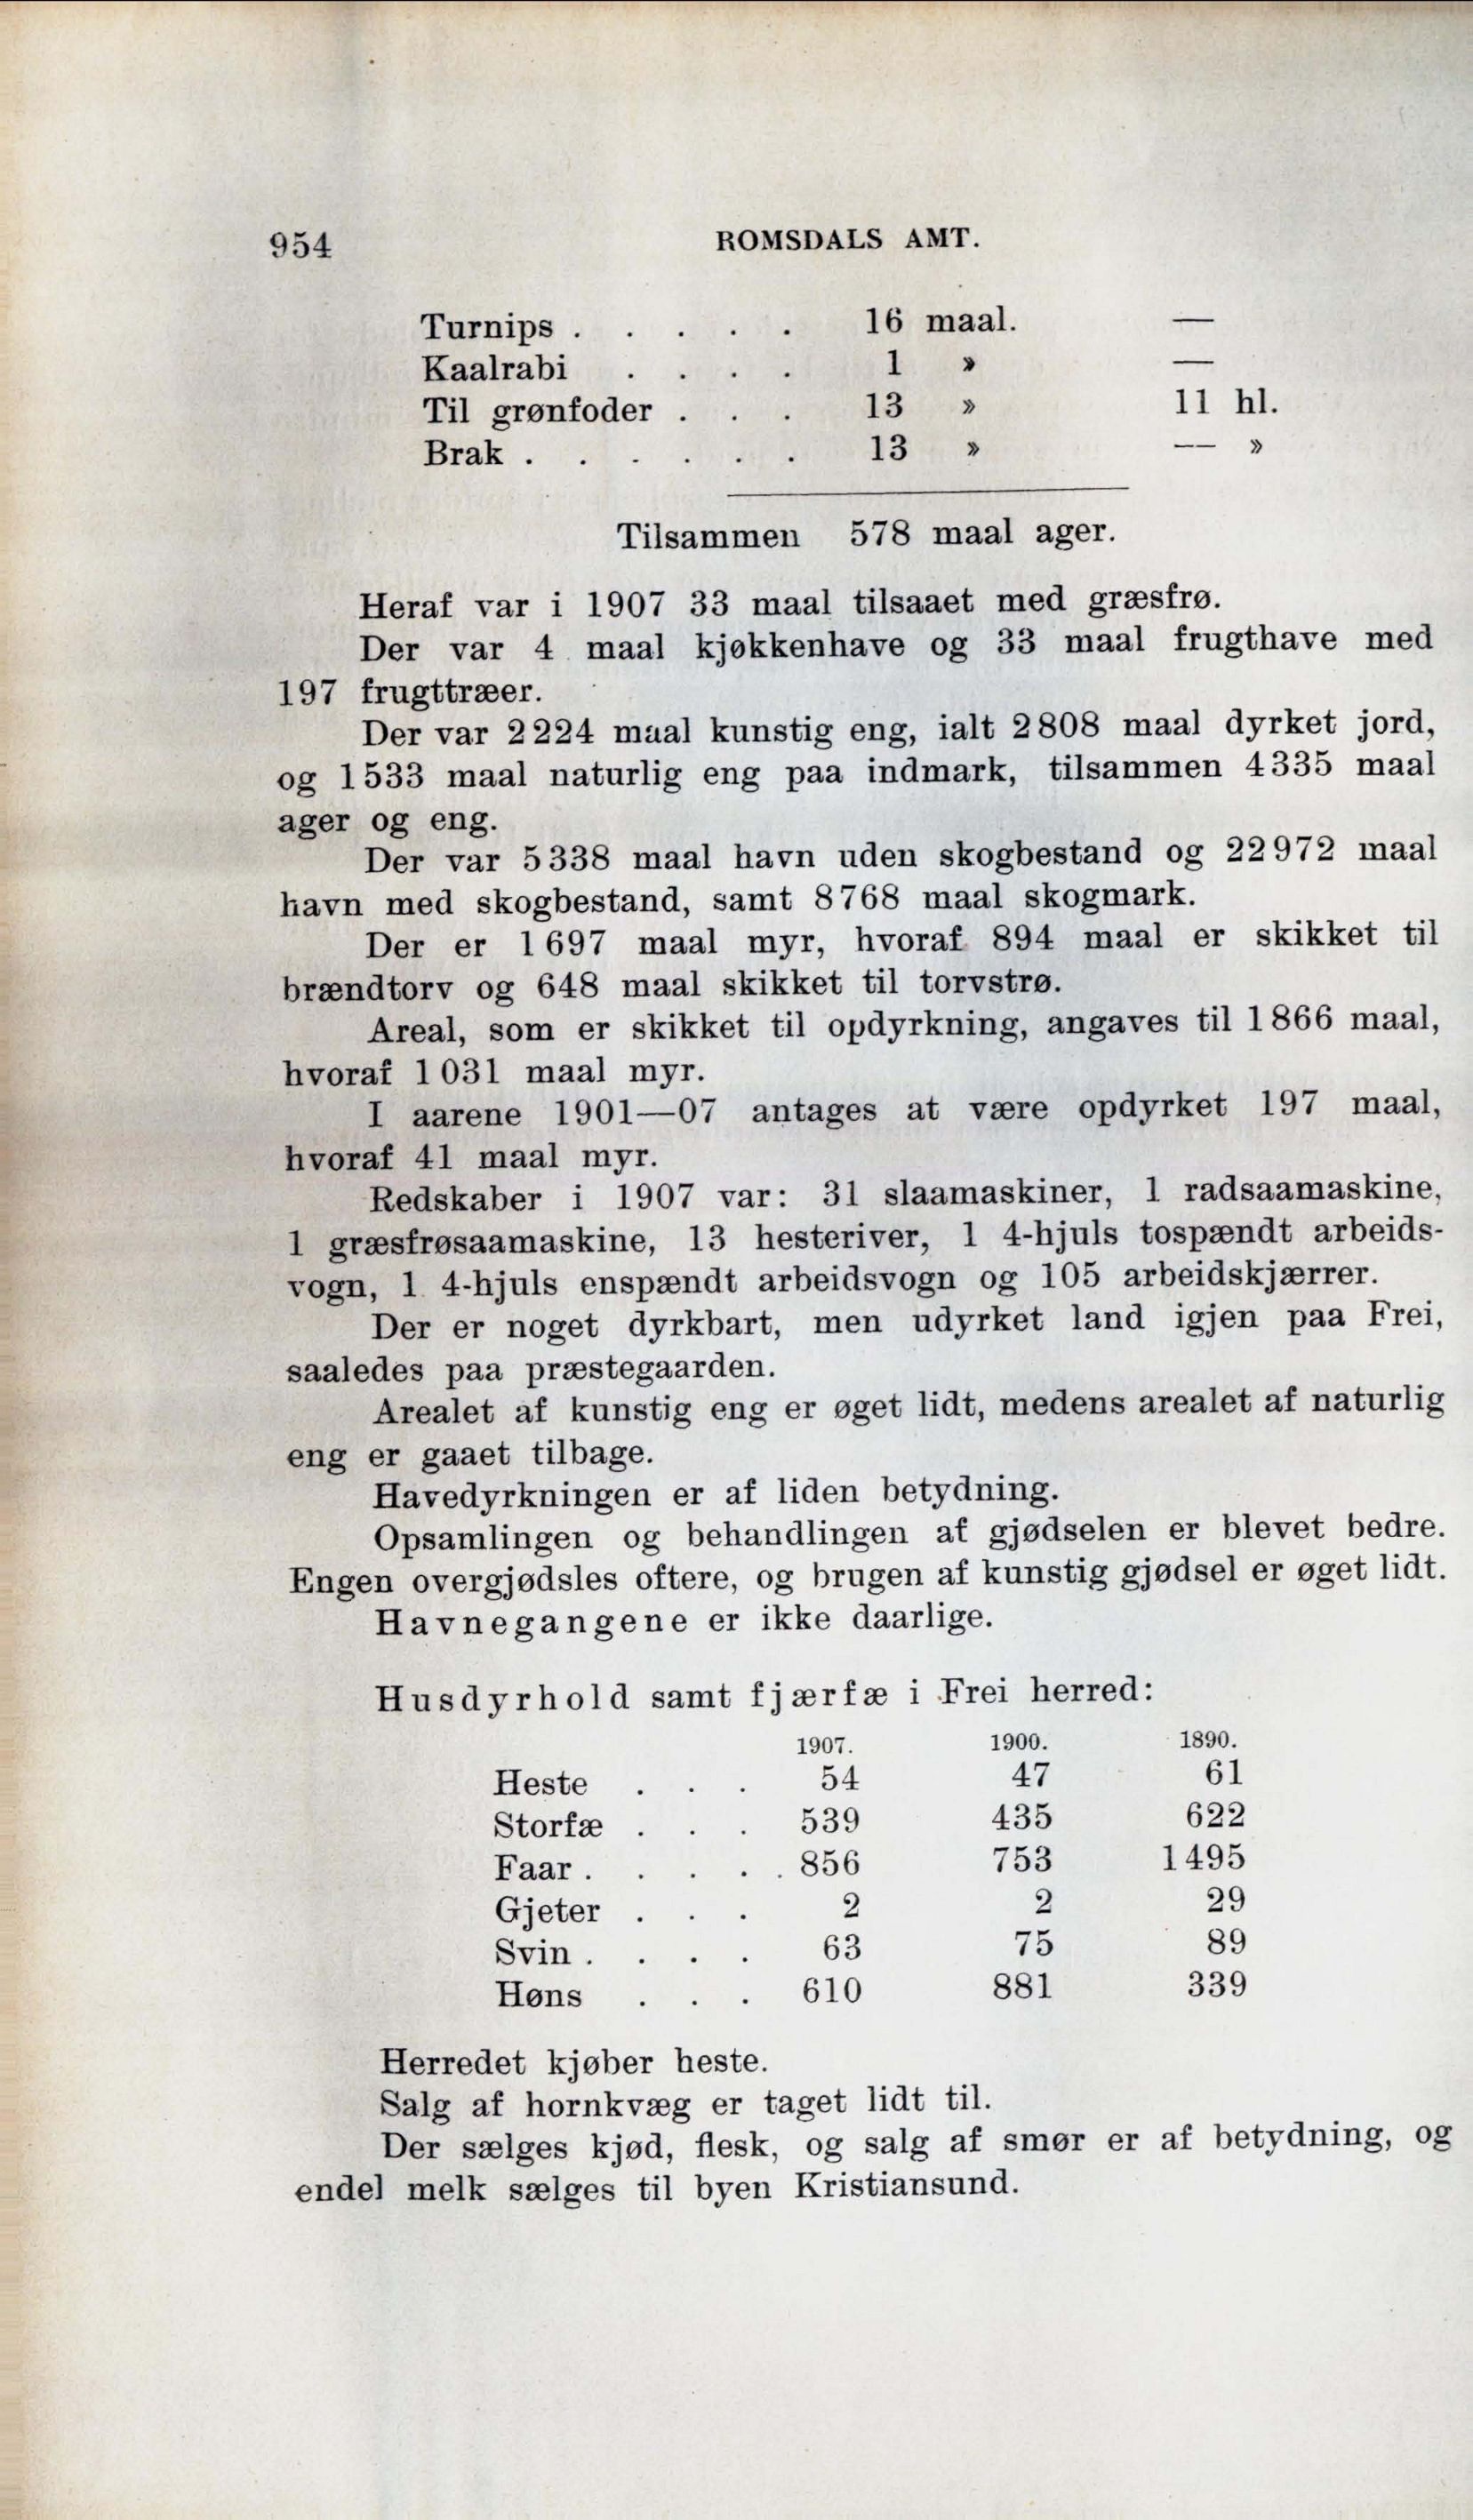 954 ROMSDALS AMT.
Turnips . . . . . 16 maal. —
Kaalrabi . . . . 1 » —
Til grønfoder . . . 13 » 11 hl.
Brak . . . . . . 13 » — »
Tilsammen 578 maal ager.
Heraf var i 1907 33 maal tilsaaet med græsfrø.
Der var 4 maal kjøkkenhave og 33 maal frugthave med
197 frugttræer.
Der var 2 224 maal kunstig eng, ialt 2 808 maal dyrket jord,
og 1 533 maal naturlig eng paa indmark, tilsammen 4 335 maal
ager og eng.
Der var 5 338 maal havn uden skogbestand og 22 972 maal
havn med skogbestand, samt 8 768 maal skogmark.
Der er 1 697 maal myr, hvoraf 894 maal er skikket til
brændtorv og 648 maal skikket til torvstrø.
Areal, som er skikket til opdyrkning, angaves til 1 866 maal,
hvoraf 1 031 maal myr.
I aarene 1901—07 antages at være opdyrket 197 maal,
hvoraf 41 maal myr.
Redskaber i 1907 var: 31 slaamaskiner, 1 radsaamaskine,
1 græsfrøsaamaskine, 13 hesteriver, 1 4-hjuls tospændt arbeids-
vogn, 1 4-hjuls enspændt arbeidsvogn og 105 arbeidskjærrer.
Der er noget dyrkbart, men udyrket land igjen paa Frei,
saaledes paa præstegaarden.
Arealet af kunstig eng er øget lidt, medens arealet af naturlig
eng er gaaet tilbage.
Havedyrkningen er af liden betydning.
Opsamlingen og behandlingen af gjødselen er blevet bedre.
Engen overgjødsles oftere, og brugen af kunstig gjødsel er øget lidt.
Havnegangene er ikke daarlige.
Husdyrhold samt fjærfæ i Frei herred:
1907. 1900. 1890.
Heste . . . 54 47 61
Storfæ . . . 539 435 622
Faar . . . . . 856 753 1 495
Gjeter . . . 2 2 29
Svin . . . . 63 75 89
Høns . . . 610 881 339
Herredet kjøber heste.
Salg af hornkvæg er taget lidt til.
Der sælges kjød, flesk, og salg af smør er af betydning, og
endel melk sælges til byen Kristiansund.